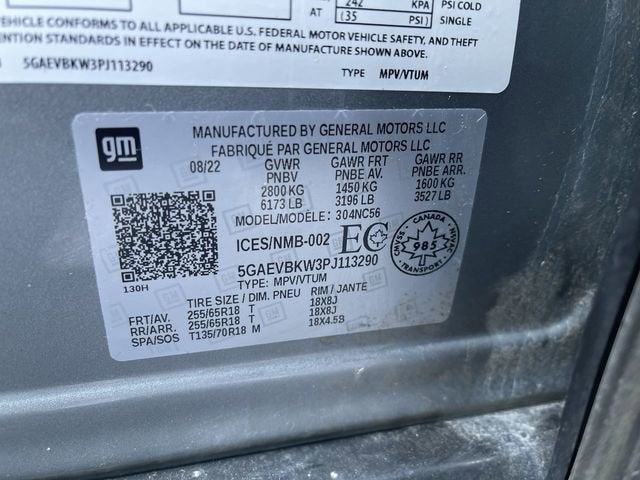 242 KPA PSI COLD
AT (35 PSI) SINGLE
VEHICLE CONFORMS TO ALL APPLICABLE U.S. FEDERAL MOTOR VEHICLE SAFETY, AND THEFT
STANDARDS IN EFFECT ON THE DATE OF MANUFACTURE SHOWN ABOVE.
5GAEVBKW3PJ113290 TYPE MPV/VTUM
gm
MANUFACTURED BY GENERAL MOTORS LLC
FABRIQUÉ PAR GENERAL MOTORS LLC
08/22 GVWR GAWR FRT GAWR RR
PNBV PNBE AV. PNBE ARR.
2800 KG 1450 KG 1600 KG
6173 LB 3196 LB 3527 LB
MODEL/MODÈLE: 304NC56
ICES/NMB-002 EC
CANADA
CMVSS 985 NSVAC
5GAEVBKW3PJ113290
130H
TYPE: MPV/VTUM
TIRE SIZE / DIM. PNEU RIM / JANTE
FRT/AV. 255/65R18 T 18X8J
RR/ARR. 255/65R18 T 18X8J
SPA/SOS T135/70R18 M 18X4.5B